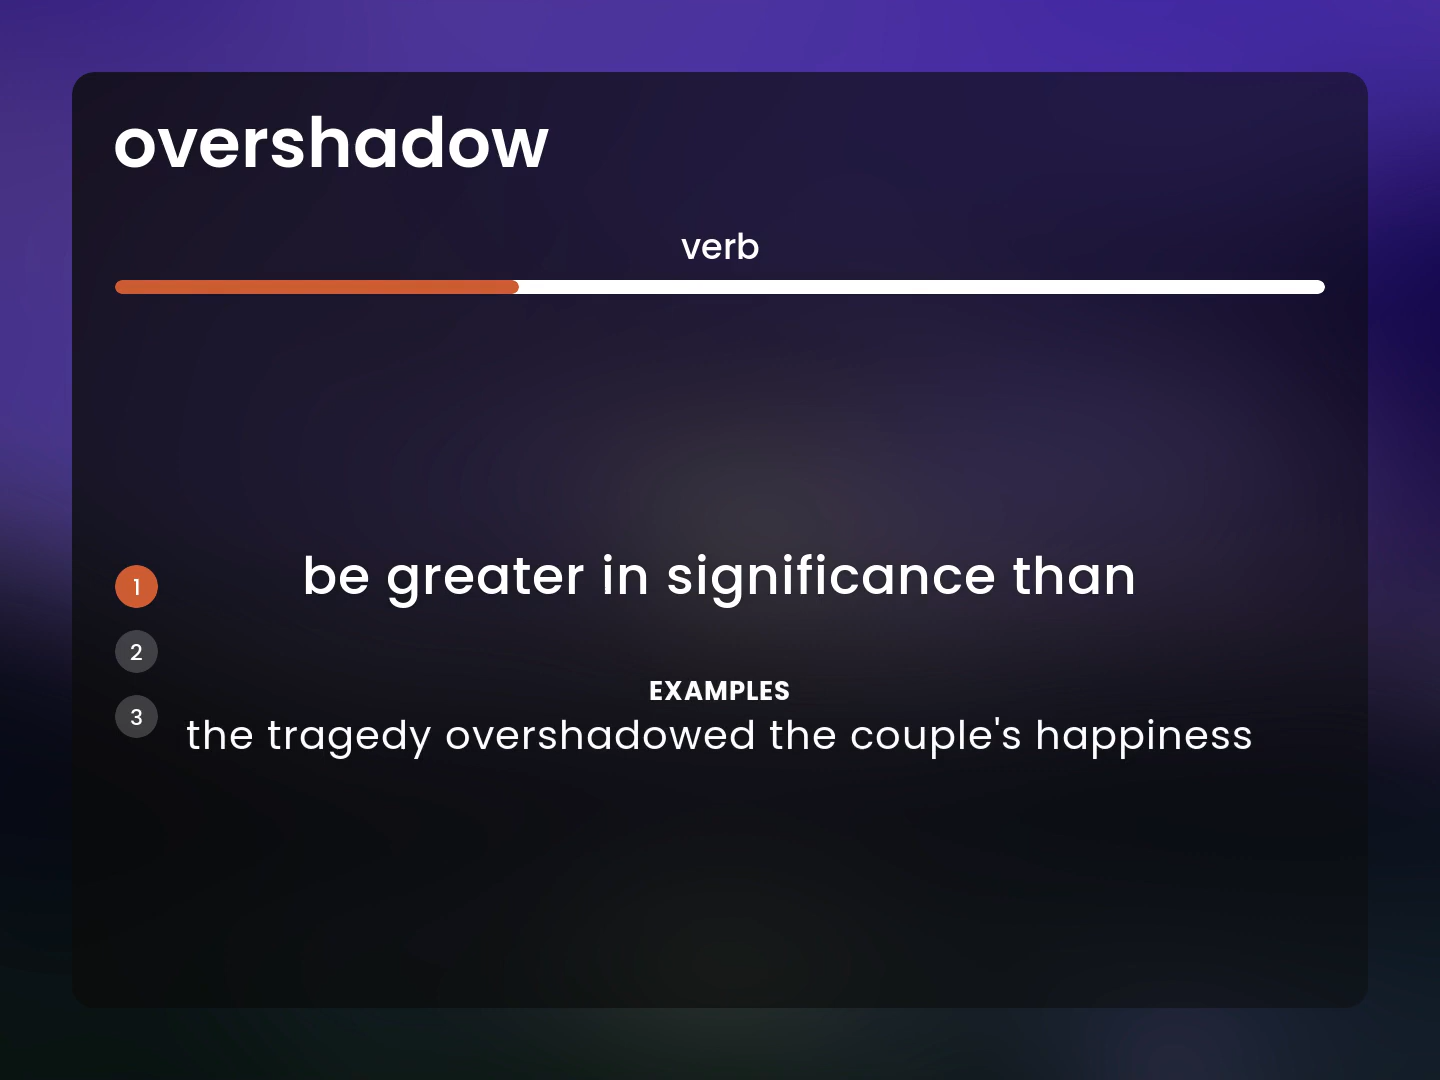 overshadow
verb
be greater in significance than
1
2
3
EXAMPLES
the tragedy overshadowed the couple's happiness